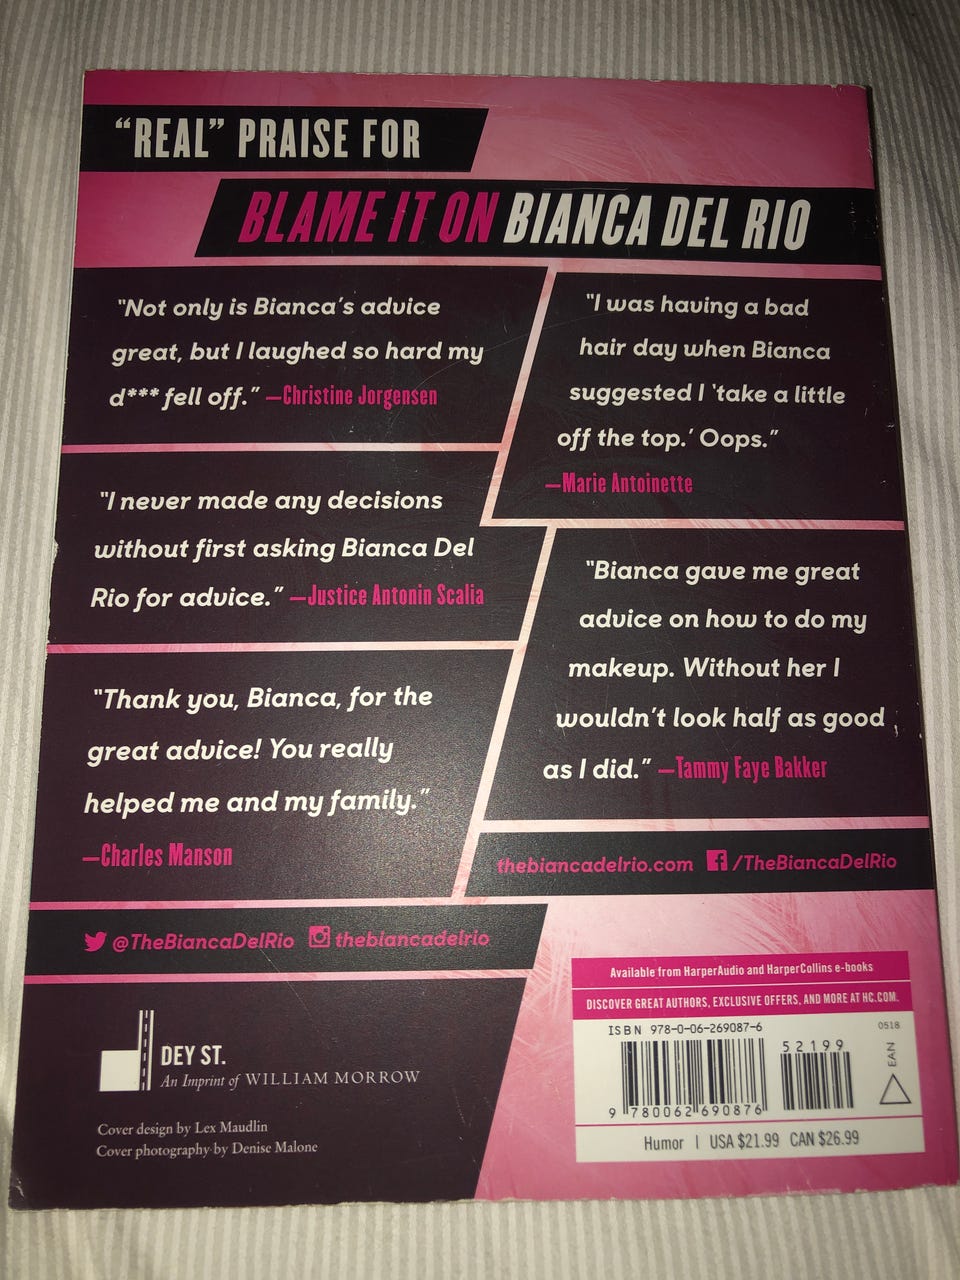 “REAL” PRAISE FOR
BLAME IT ON BIANCA DEL RIO
"Not only is Bianca's advice
great, but I laughed so hard my
d*** fell off." —Christine Jorgensen
"I never made any decisions
without first asking Bianca Del
Rio for advice." —Justice Antonin Scalia
"Thank you, Bianca, for the
great advice! You really
helped me and my family."
—Charles Manson
"I was having a bad
hair day when Bianca
suggested I 'take a little
off the top.' Oops."
—Marie Antoinette
"Bianca gave me great
advice on how to do my
makeup. Without her I
wouldn't look half as good
as I did." —Tammy Faye Bakker
thebiancadelrio.com f /TheBiancaDelRio
@TheBiancaDelRio thebiancadelrio
DEY ST.
An Imprint of WILLIAM MORROW
Cover design by Lex Maudlin
Cover photography by Denise Malone
Available from HarperAudio and HarperCollins e-books
DISCOVER GREAT AUTHORS, EXCLUSIVE OFFERS, AND MORE AT HC.COM.
ISBN 978-0-06-269087-6
0518
52199
EAN
9 780062 690876
Humor | USA $21.99 CAN $26.99